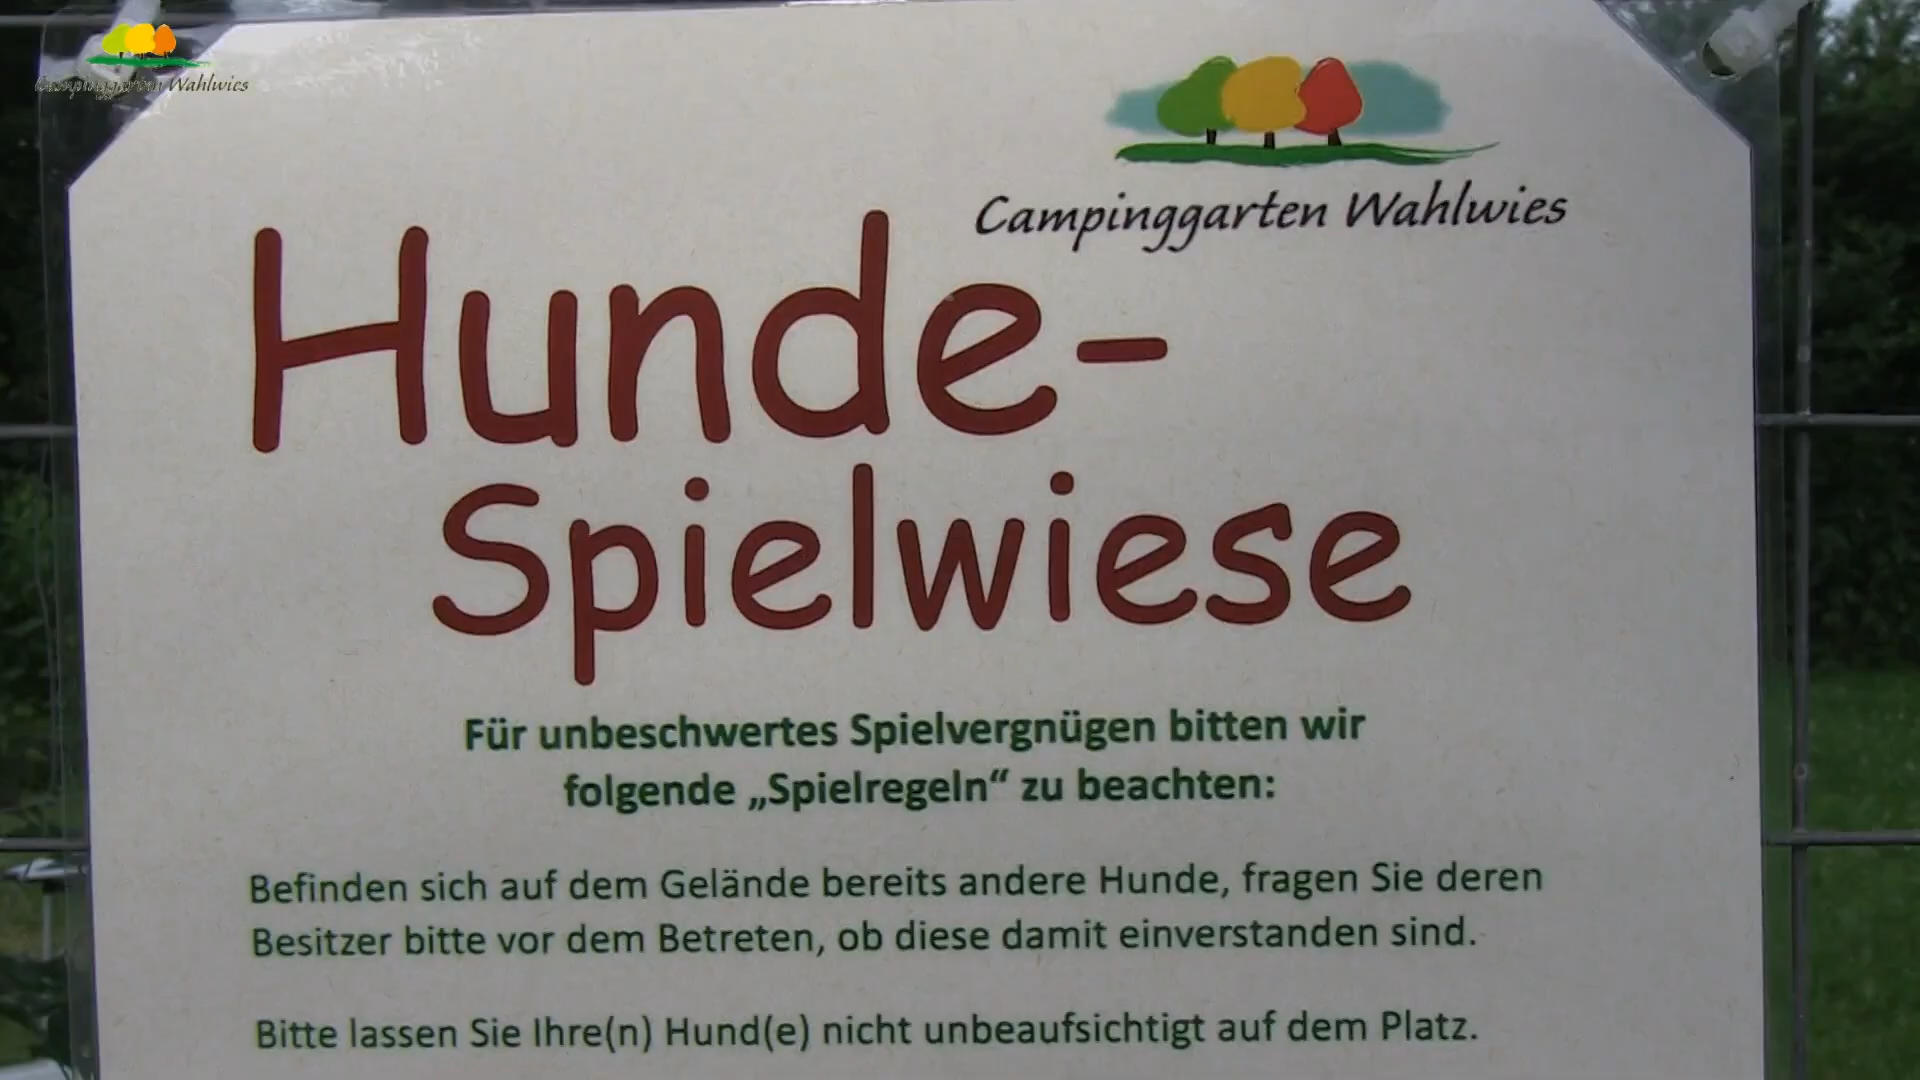 Campinggarten Wahlwies
Campinggarten Wahlwies
Hunde-
Spielwiese
Für unbeschwertes Spielvergnügen bitten wir
folgende „Spielregeln“ zu beachten:
Befinden sich auf dem Gelände bereits andere Hunde, fragen Sie deren
Besitzer bitte vor dem Betreten, ob diese damit einverstanden sind.
Bitte lassen Sie Ihre(n) Hund(e) nicht unbeaufsichtigt auf dem Platz.